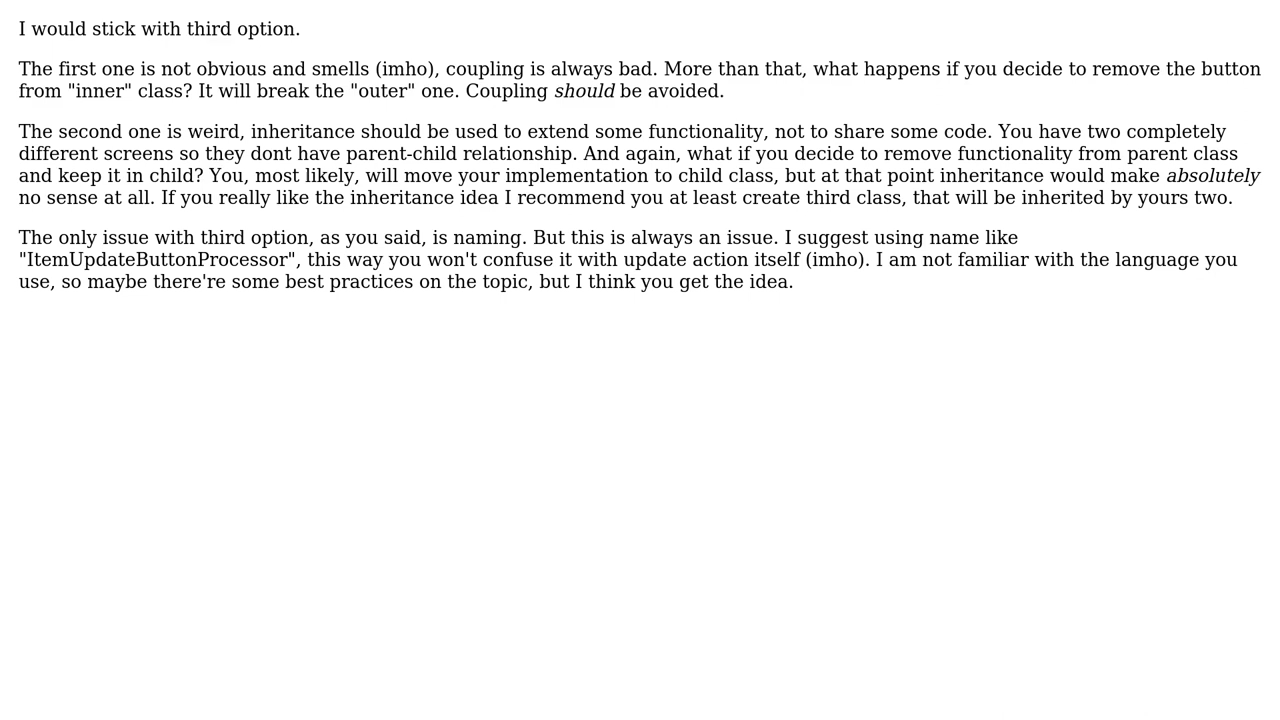 I would stick with third option.
The first one is not obvious and smells (imho), coupling is always bad. More than that, what happens if you decide to remove the button
from "inner" class? It will break the "outer" one. Coupling should be avoided.
The second one is weird, inheritance should be used to extend some functionality, not to share some code. You have two completely
different screens so they dont have parent-child relationship. And again, what if you decide to remove functionality from parent class
and keep it in child? You, most likely, will move your implementation to child class, but at that point inheritance would make absolutely
no sense at all. If you really like the inheritance idea I recommend you at least create third class, that will be inherited by yours two.
The only issue with third option, as you said, is naming. But this is always an issue. I suggest using name like
"ItemUpdateButtonProcessor", this way you won't confuse it with update action itself (imho). I am not familiar with the language you
use, so maybe there're some best practices on the topic, but I think you get the idea.